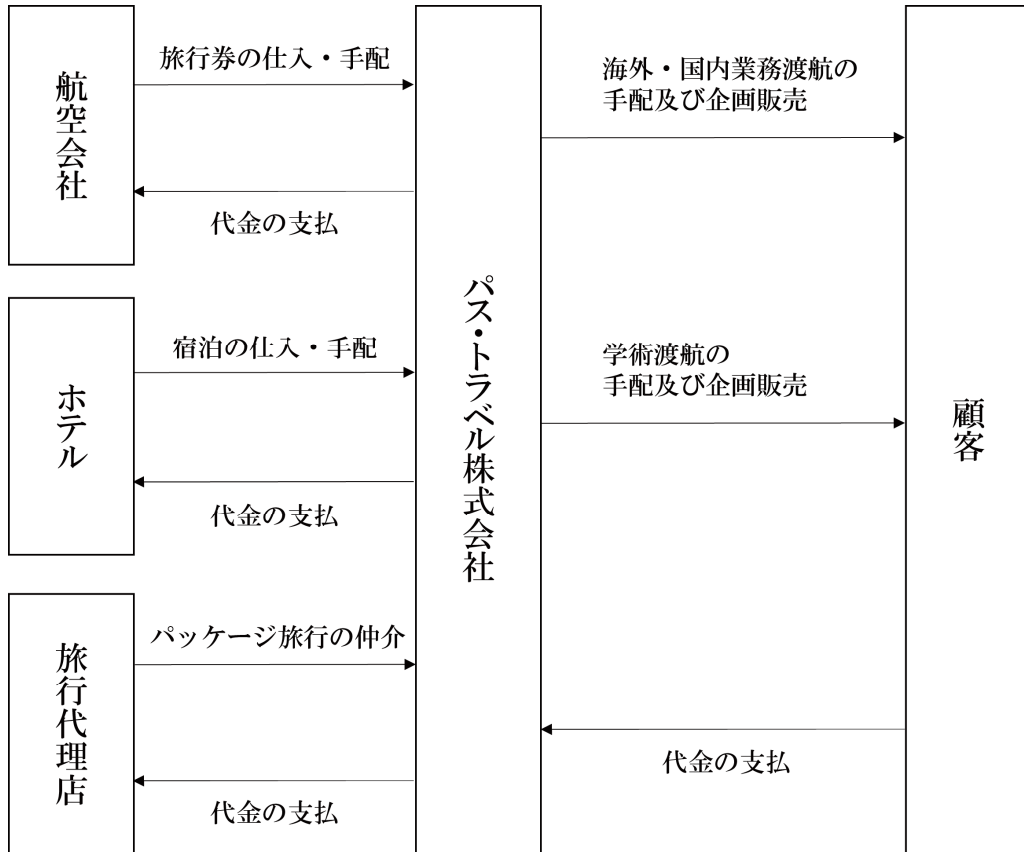 航空会社
旅行券の仕入・手配
代金の支払
ホテル
宿泊の仕入・手配
代金の支払
旅行代理店
パッケージ旅行の仲介
代金の支払
パス・トラベル株式会社
海外・国内業務渡航の
手配及び企画販売
学術渡航の
手配及び企画販売
代金の支払
顧客